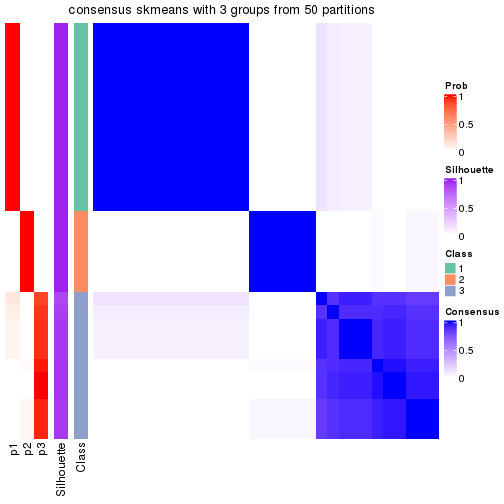 consensus skmeans with 3 groups from 50 partitions
Prob
1
0.5
0
Silhouette
1
0.5
0
Class
1
2
3
Consensus
1
0.5
0
p1
p2
p3
Silhouette
Class